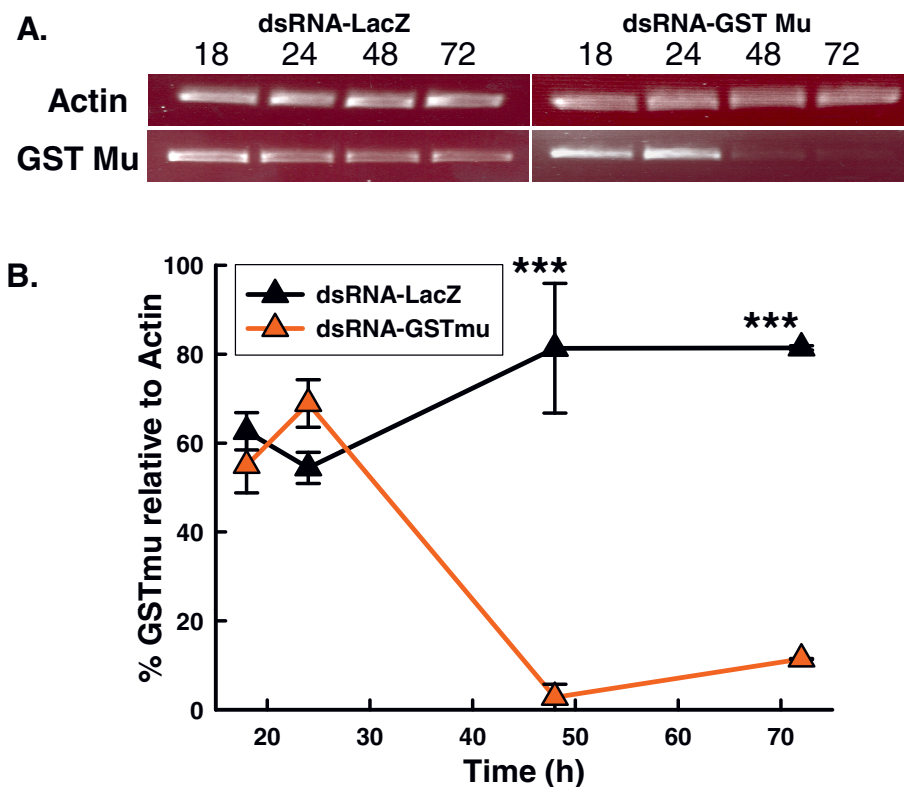 A.
dsRNA-LacZ dsRNA-GST Mu
18 24 48 72 18 24 48 72
Actin
GST Mu
B.
% GSTmu relative to Actin
100
80
60
40
20
0
dsRNA-LacZ
dsRNA-GSTmu
***
***
20 30 40 50 60 70
Time (h)